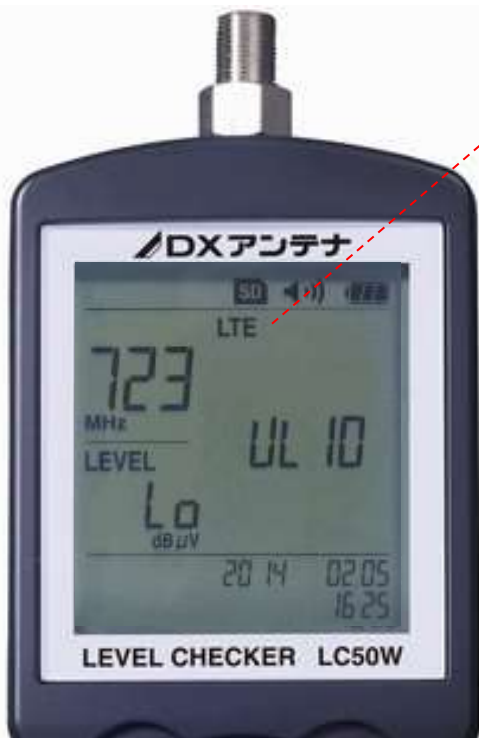 DXアンテナ
SD
LTE
723
MHz
LEVEL
UL 10
Lo
dBμV
2014 02 05
16 25
LEVEL CHECKER LC50W